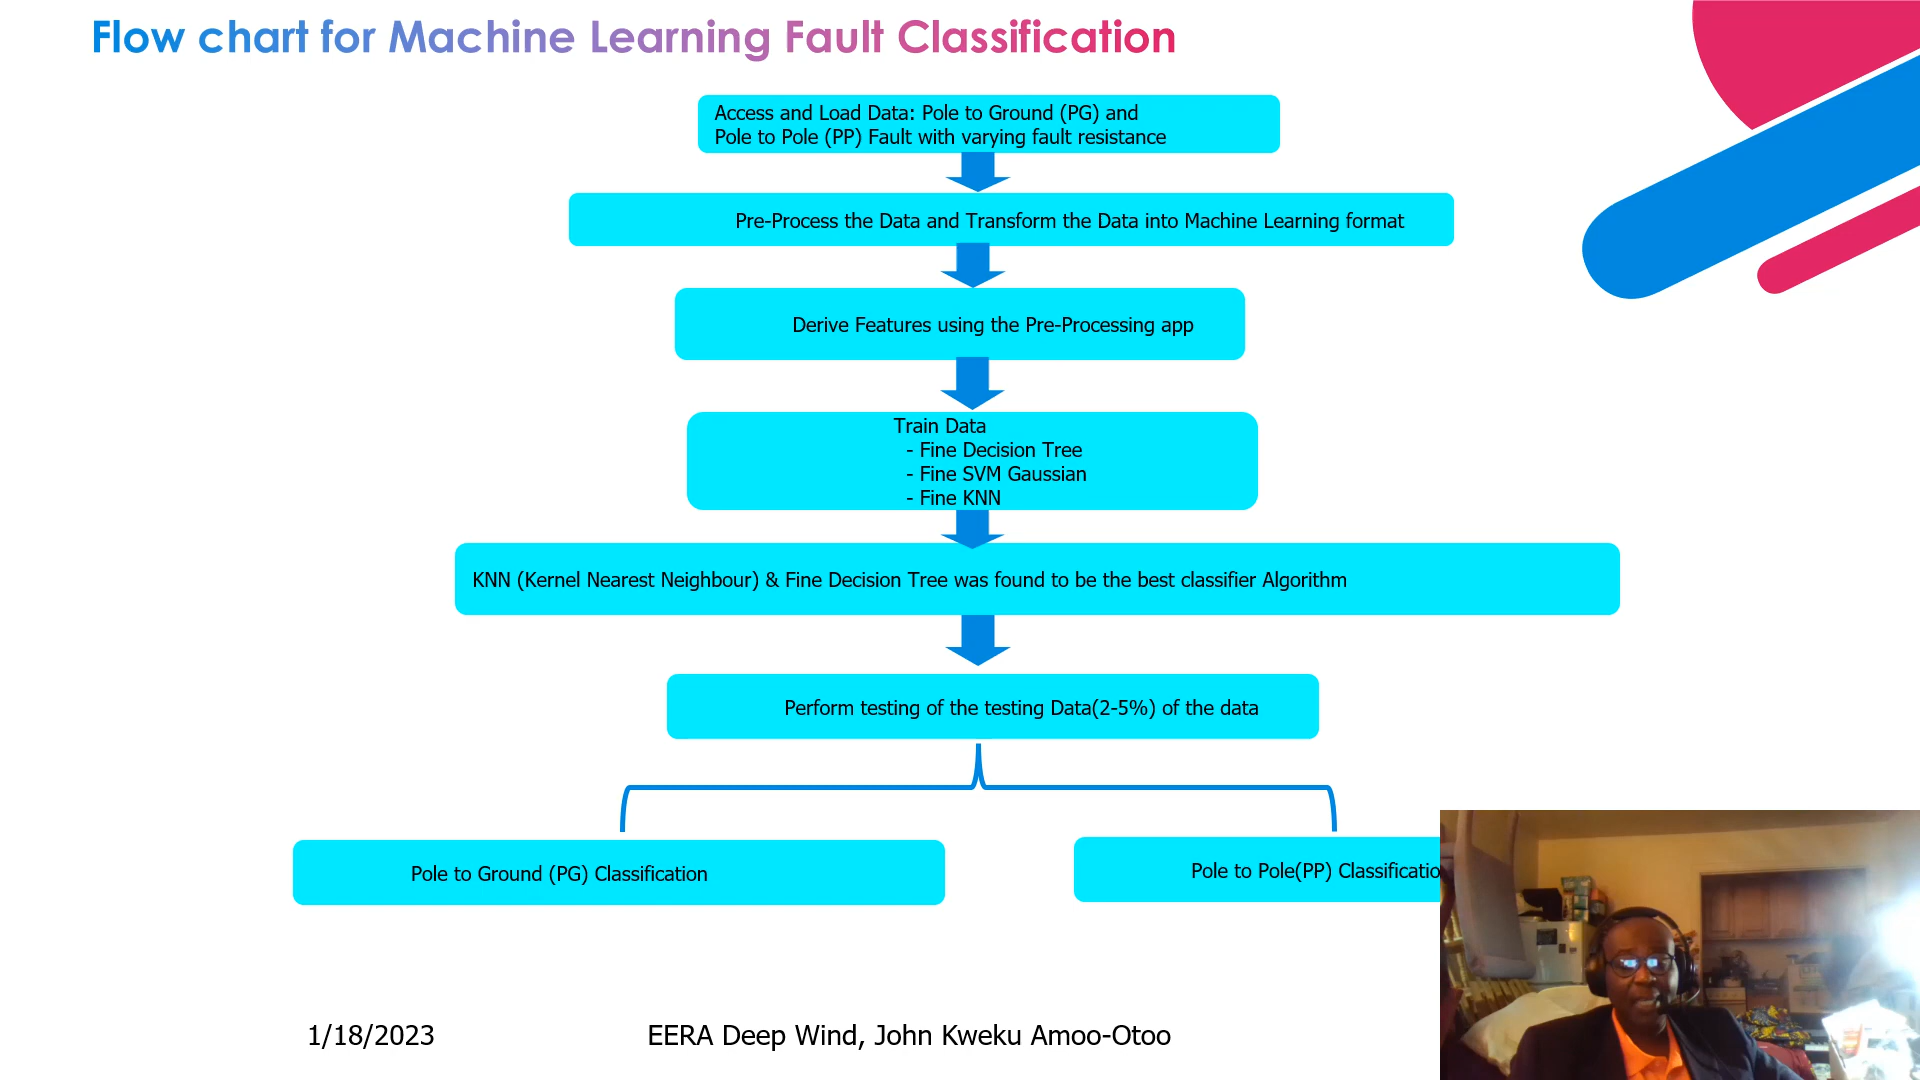 Flow chart for Machine Learning Fault Classification
Access and Load Data: Pole to Ground (PG) and
Pole to Pole (PP) Fault with varying fault resistance
Pre-Process the Data and Transform the Data into Machine Learning format
Derive Features using the Pre-Processing app
Train Data
- Fine Decision Tree
- Fine SVM Gaussian
- Fine KNN
KNN (Kernel Nearest Neighbour) & Fine Decision Tree was found to be the best classifier Algorithm
Perform testing of the testing Data(2-5%) of the data
Pole to Ground (PG) Classification
Pole to Pole(PP) Classificatio
1/18/2023
EERA Deep Wind, John Kweku Amoo-Otoo